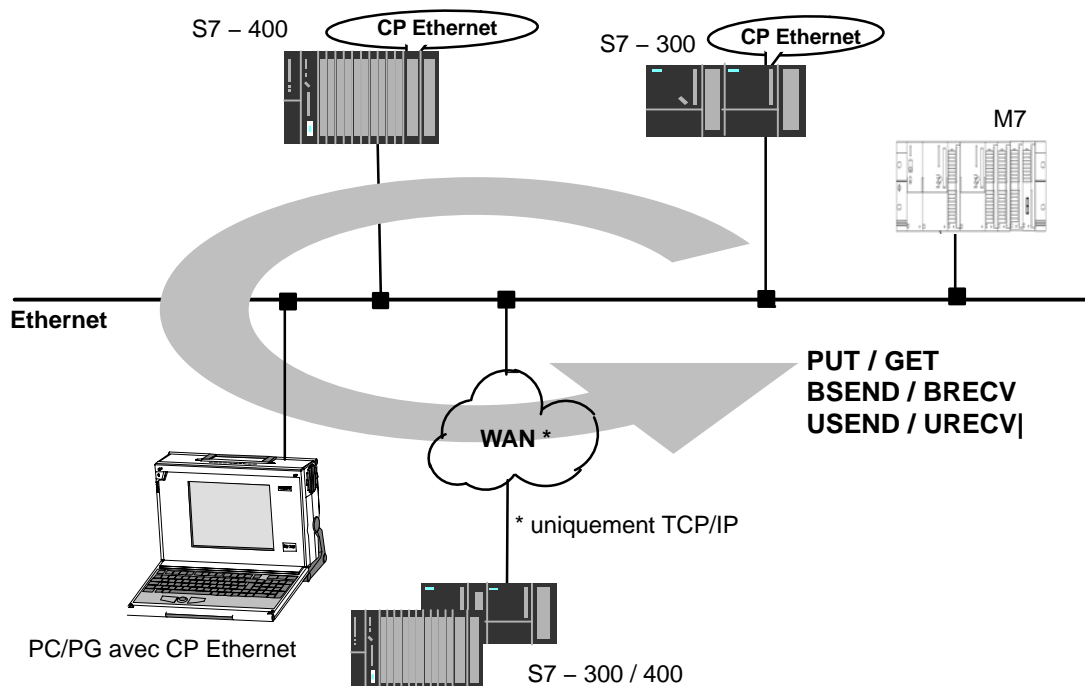 S7 – 400
CP Ethernet
S7 – 300
CP Ethernet
M7
Ethernet
PUT / GET
BSEND / BRECV
USEND / URECV|
WAN *
* uniquement TCP/IP
PC/PG avec CP Ethernet
S7 – 300 / 400